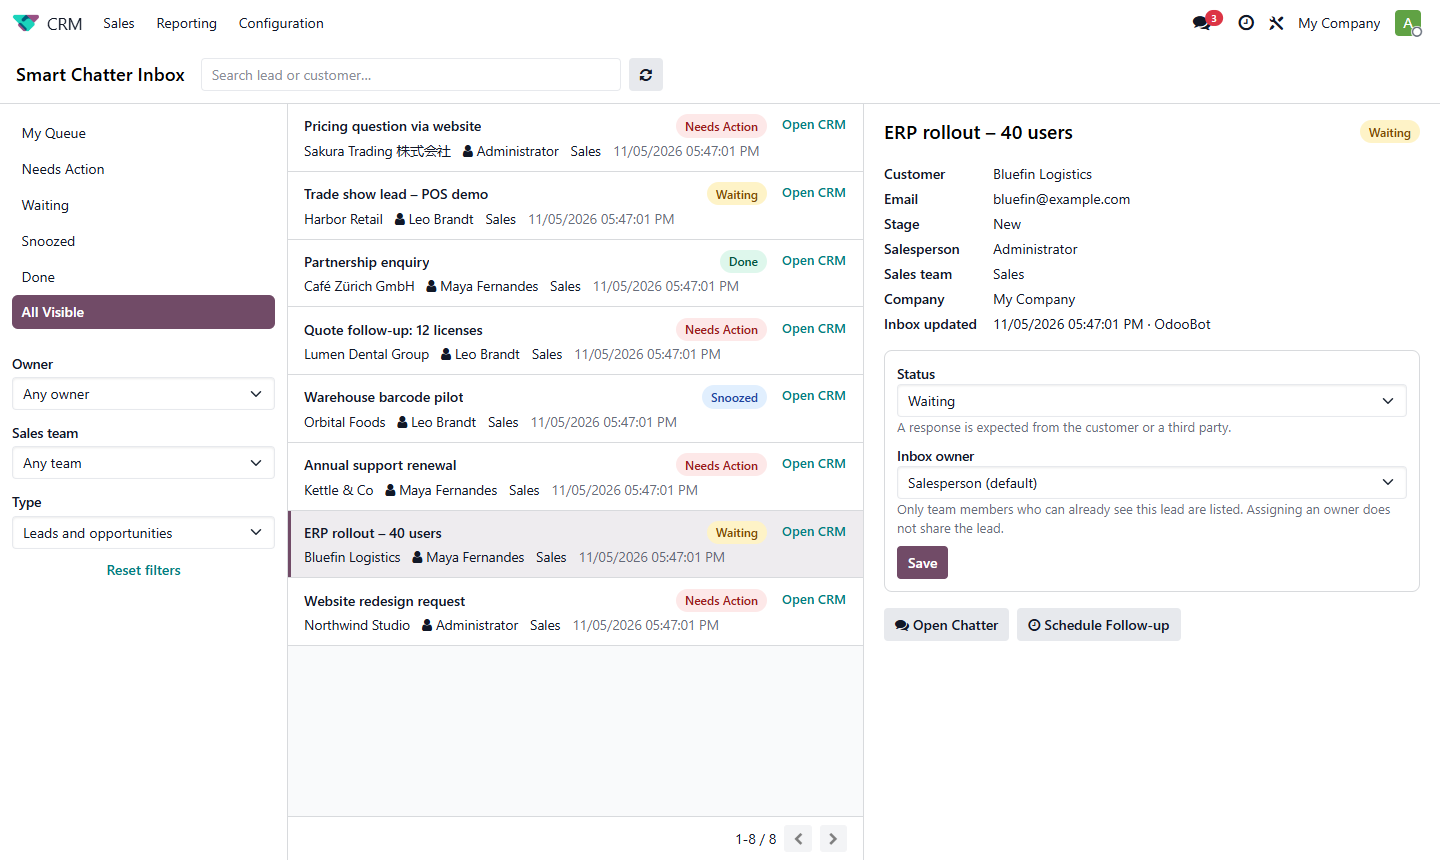 CRM Sales Reporting Configuration 3 My Company A
Smart Chatter Inbox Search lead or customer...
My Queue
Needs Action
Waiting
Snoozed
Done
All Visible
Owner
Any owner
Sales team
Any team
Type
Leads and opportunities
Reset filters
Pricing question via website Needs Action Open CRM
Sakura Trading 株式会社 Administrator Sales 11/05/2026 05:47:01 PM
Trade show lead – POS demo Waiting Open CRM
Harbor Retail Leo Brandt Sales 11/05/2026 05:47:01 PM
Partnership enquiry Done Open CRM
Café Zürich GmbH Maya Fernandes Sales 11/05/2026 05:47:01 PM
Quote follow-up: 12 licenses Needs Action Open CRM
Lumen Dental Group Leo Brandt Sales 11/05/2026 05:47:01 PM
Warehouse barcode pilot Snoozed Open CRM
Orbital Foods Leo Brandt Sales 11/05/2026 05:47:01 PM
Annual support renewal Needs Action Open CRM
Kettle & Co Maya Fernandes Sales 11/05/2026 05:47:01 PM
ERP rollout – 40 users Waiting Open CRM
Bluefin Logistics Maya Fernandes Sales 11/05/2026 05:47:01 PM
Website redesign request Needs Action Open CRM
Northwind Studio Administrator Sales 11/05/2026 05:47:01 PM
1-8 / 8
ERP rollout – 40 users Waiting
Customer Bluefin Logistics
Email bluefin@example.com
Stage New
Salesperson Administrator
Sales team Sales
Company My Company
Inbox updated 11/05/2026 05:47:01 PM · OdooBot
Status
Waiting
A response is expected from the customer or a third party.
Inbox owner
Salesperson (default)
Only team members who can already see this lead are listed. Assigning an owner does
not share the lead.
Save
Open Chatter Schedule Follow-up